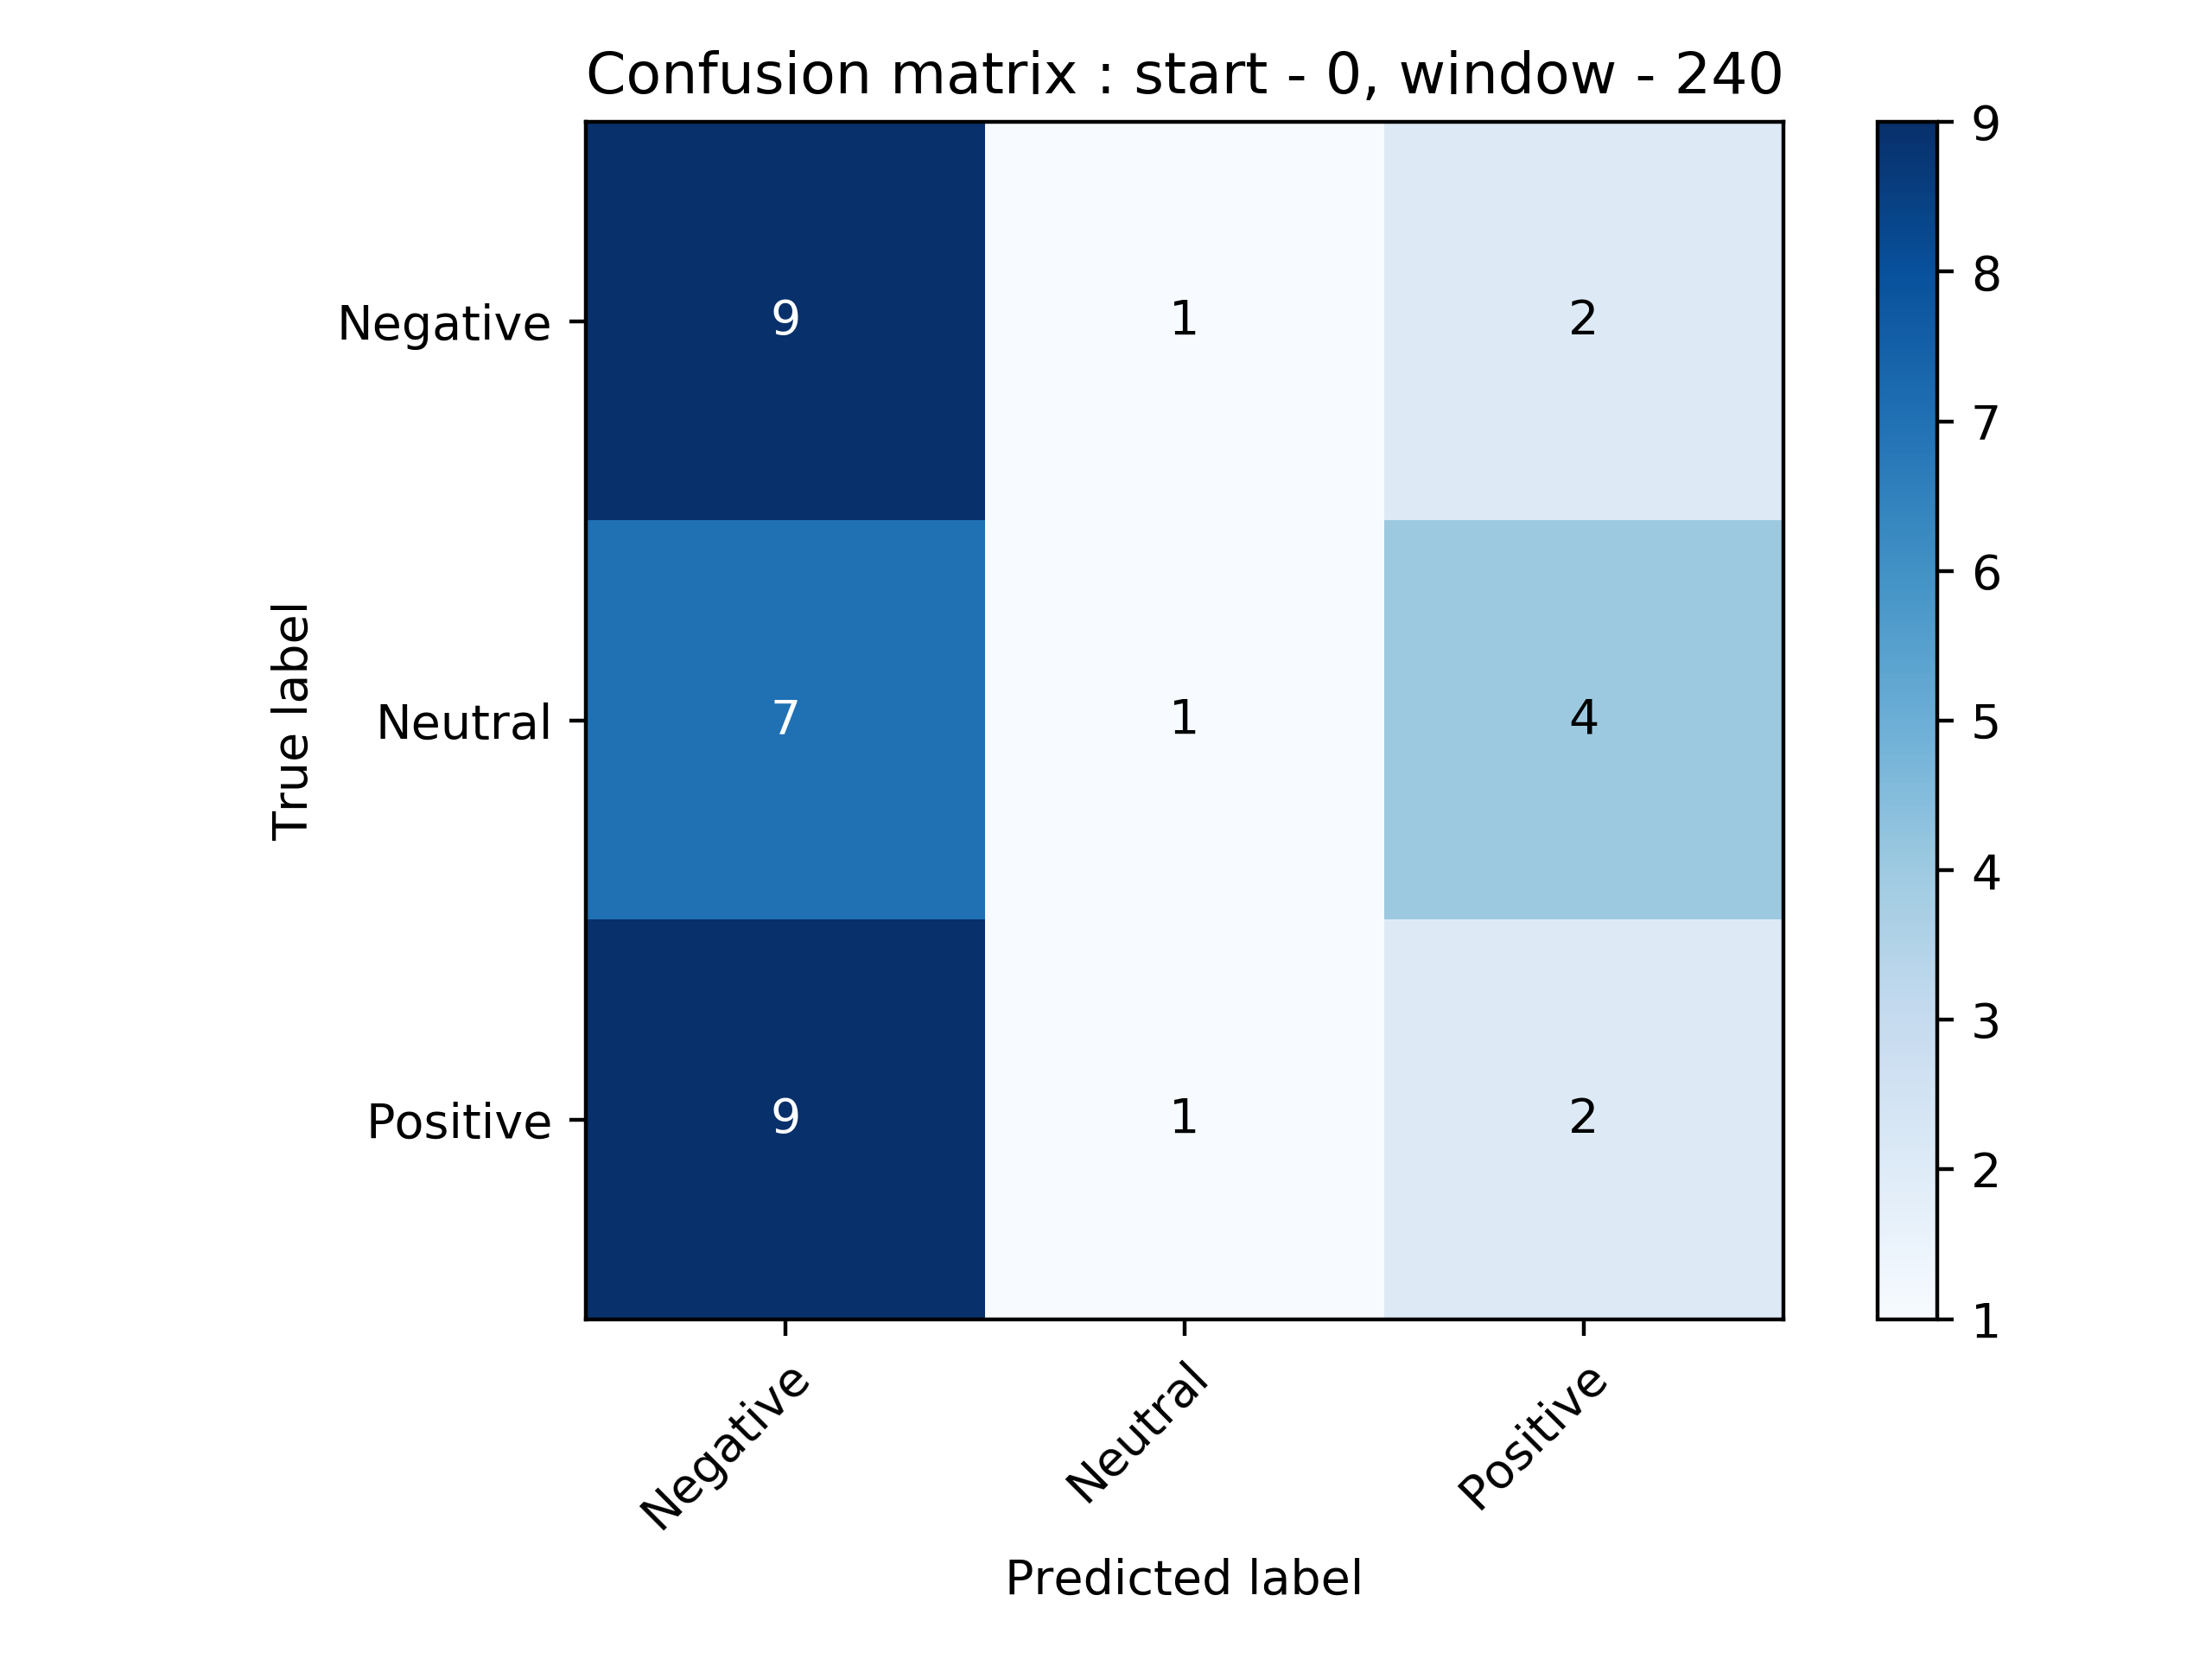 Confusion matrix : start - 0, window - 240
True label
Negative
9 1 2
Neutral
7 1 4
Positive
9 1 2
Negative
Neutral
Positive
Predicted label
9
8
7
6
5
4
3
2
1